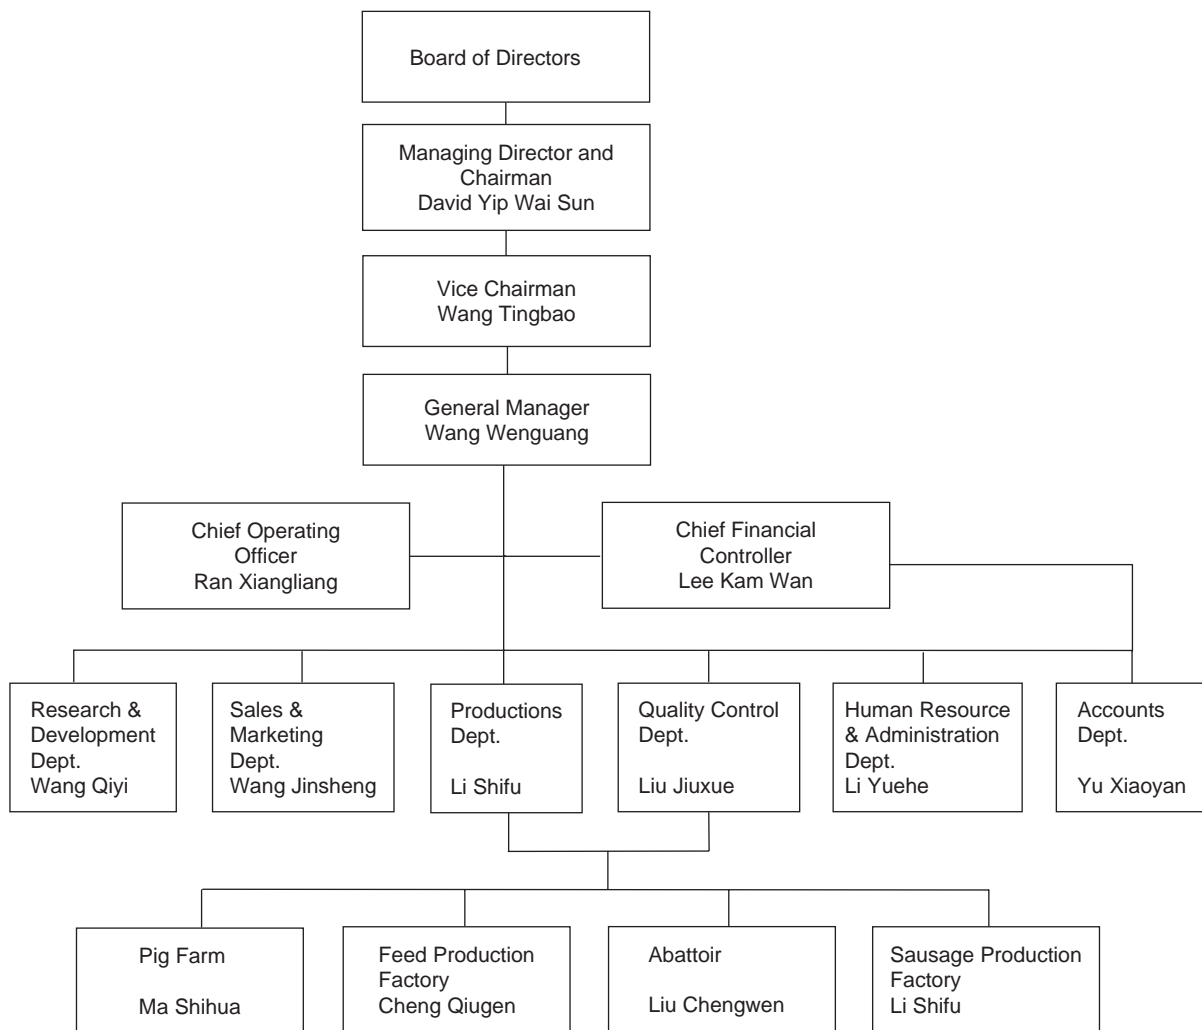 Board of Directors
Managing Director and
Chairman
David Yip Wai Sun
Vice Chairman
Wang Tingbao
General Manager
Wang Wenguang
Chief Operating
Officer
Ran Xiangliang
Chief Financial
Controller
Lee Kam Wan
Research &
Development
Dept.
Wang Qiyi
Sales &
Marketing
Dept.
Wang Jinsheng
Productions
Dept.
Li Shifu
Quality Control
Dept.
Liu Jiuxue
Human Resource
& Administration
Dept.
Li Yuehe
Accounts
Dept.
Yu Xiaoyan
Pig Farm
Ma Shihua
Feed Production
Factory
Cheng Qiugen
Abattoir
Liu Chengwen
Sausage Production
Factory
Li Shifu